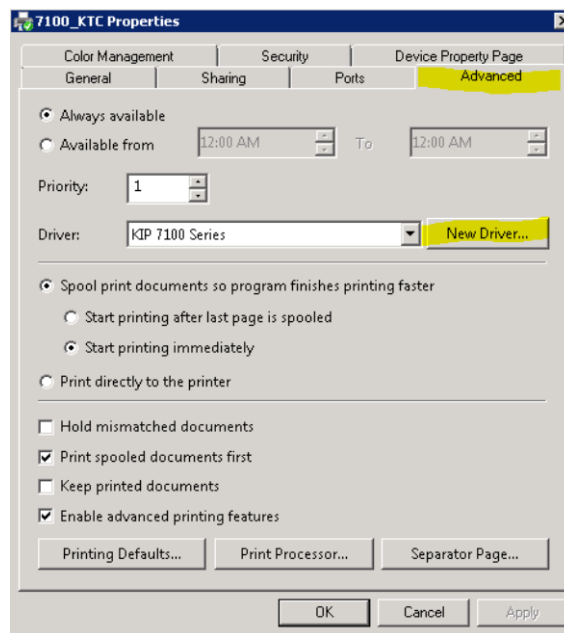 7100_KTC Properties
Color Management Security Device Property Page
General Sharing Ports Advanced
Always available
Available from 12:00 AM To 12:00 AM
Priority: 1
Driver: KIP 7100 Series New Driver...
Spool print documents so program finishes printing faster
Start printing after last page is spooled
Start printing immediately
Print directly to the printer
Hold mismatched documents
Print spooled documents first
Keep printed documents
Enable advanced printing features
Printing Defaults... Print Processor... Separator Page...
OK Cancel Apply